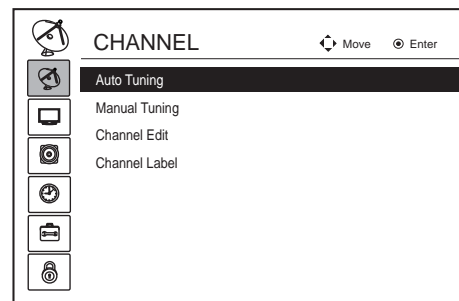 CHANNEL
Move
Enter
Auto Tuning
Manual Tuning
Channel Edit
Channel Label